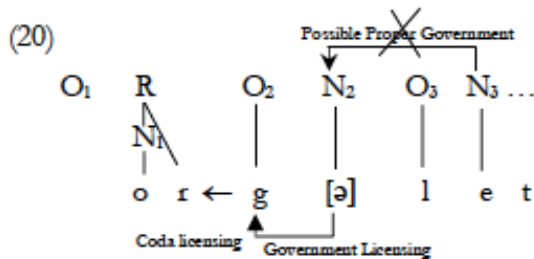 (20)
Possible Proper Government
O₁ R O₂ N₂ O₃ N₃ ...
N₁
o r ← g [ə] l e t
Coda licensing Government Licensing